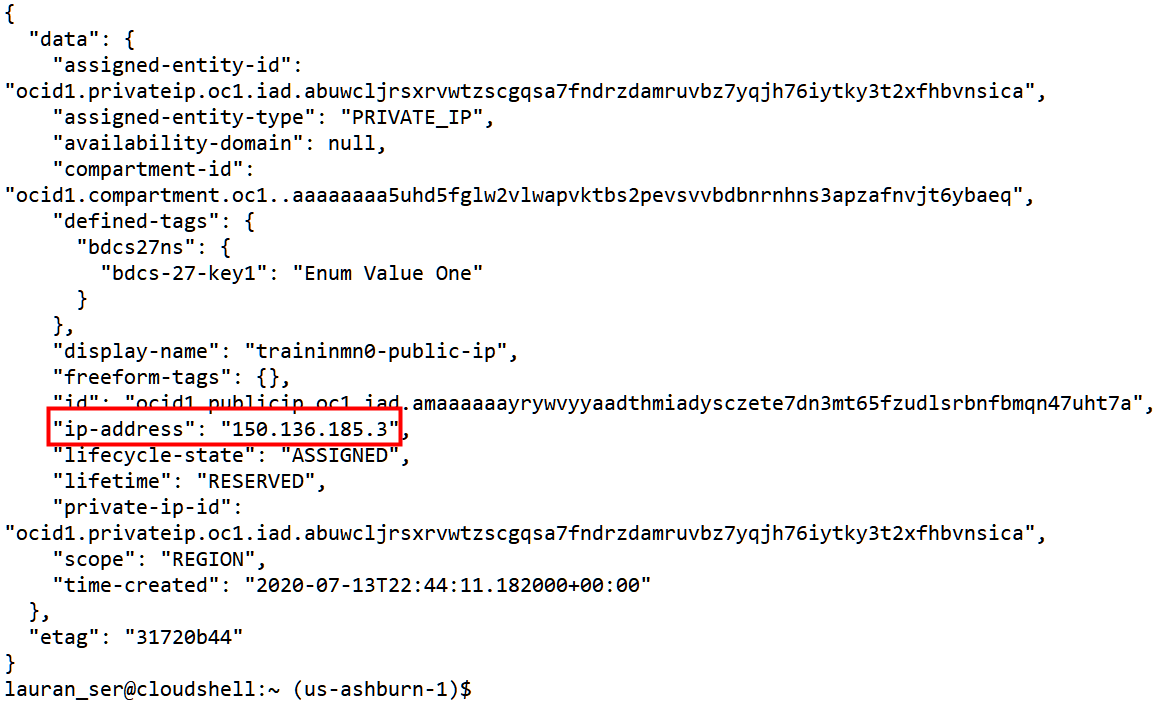 {
  "data": {
    "assigned-entity-id":
"ocid1.privateip.oc1.iad.abuwcljrsxrvwtzscgqsa7fndrzdamruvbz7yqjh76iytky3t2xfhbvnsica",
    "assigned-entity-type": "PRIVATE_IP",
    "availability-domain": null,
    "compartment-id":
"ocid1.compartment.oc1..aaaaaaaa5uhd5fglw2vlwapvktbs2pevsvvbdbnrnhns3apzafnvjt6ybaeq",
    "defined-tags": {
      "bdcs27ns": {
        "bdcs-27-key1": "Enum Value One"
      }
    },
    "display-name": "traininmn0-public-ip",
    "freeform-tags": {},
    "id": "ocid1.publicip.oc1.iad.amaaaaaayrywvyyaadthmiadysczete7dn3mt65fzudlsrbnfbmqn47uht7a",
    "ip-address": "150.136.185.3",
    "lifecycle-state": "ASSIGNED",
    "lifetime": "RESERVED",
    "private-ip-id":
"ocid1.privateip.oc1.iad.abuwcljrsxrvwtzscgqsa7fndrzdamruvbz7yqjh76iytky3t2xfhbvnsica",
    "scope": "REGION",
    "time-created": "2020-07-13T22:44:11.182000+00:00"
  },
  "etag": "31720b44"
}
lauran_ser@cloudshell:~ (us-ashburn-1)$